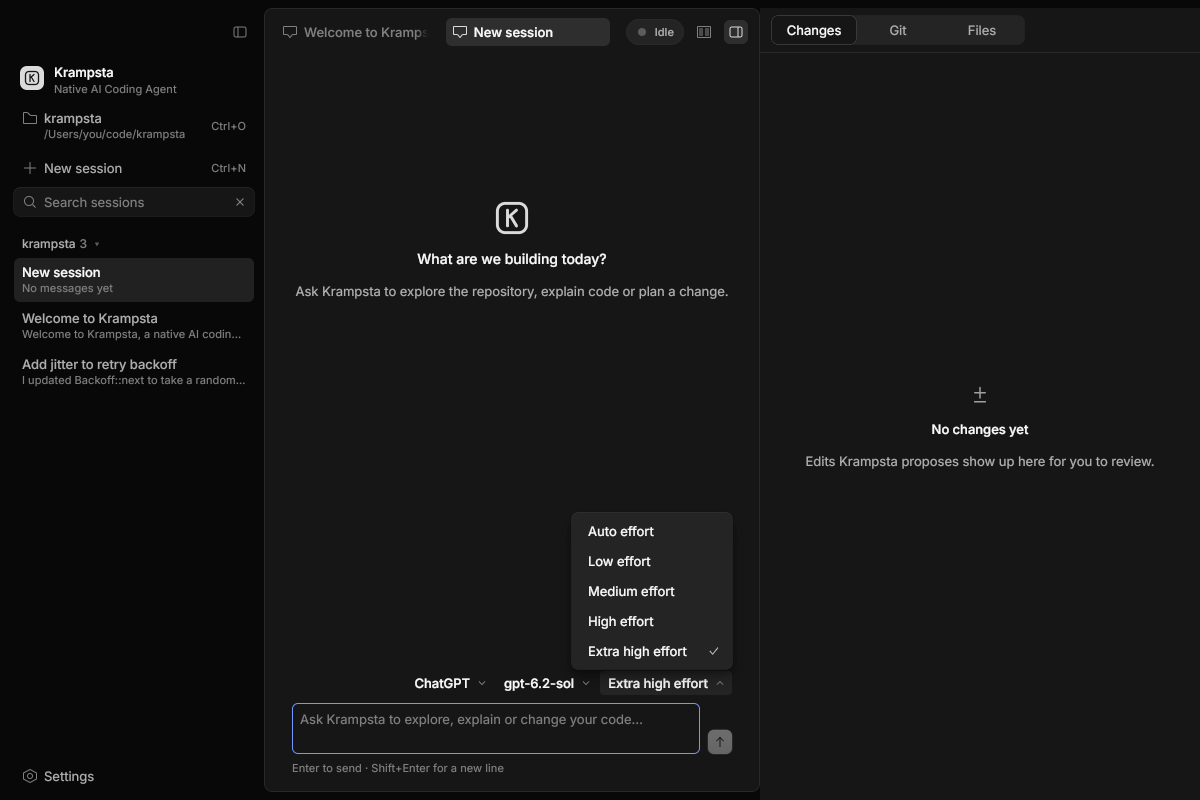 Krampsta
Native AI Coding Agent
krampsta
/Users/you/code/krampsta
Ctrl+O
New session
Ctrl+N
Search sessions
krampsta 3
New session
No messages yet
Welcome to Krampsta
Welcome to Krampsta, a native AI codin...
Add jitter to retry backoff
I updated Backoff::next to take a random...
Settings
Welcome to Kramps
New session
Idle
K
What are we building today?
Ask Krampsta to explore the repository, explain code or plan a change.
Auto effort
Low effort
Medium effort
High effort
Extra high effort
ChatGPT
gpt-6.2-sol
Extra high effort
Ask Krampsta to explore, explain or change your code...
Enter to send · Shift+Enter for a new line
Changes
Git
Files
No changes yet
Edits Krampsta proposes show up here for you to review.